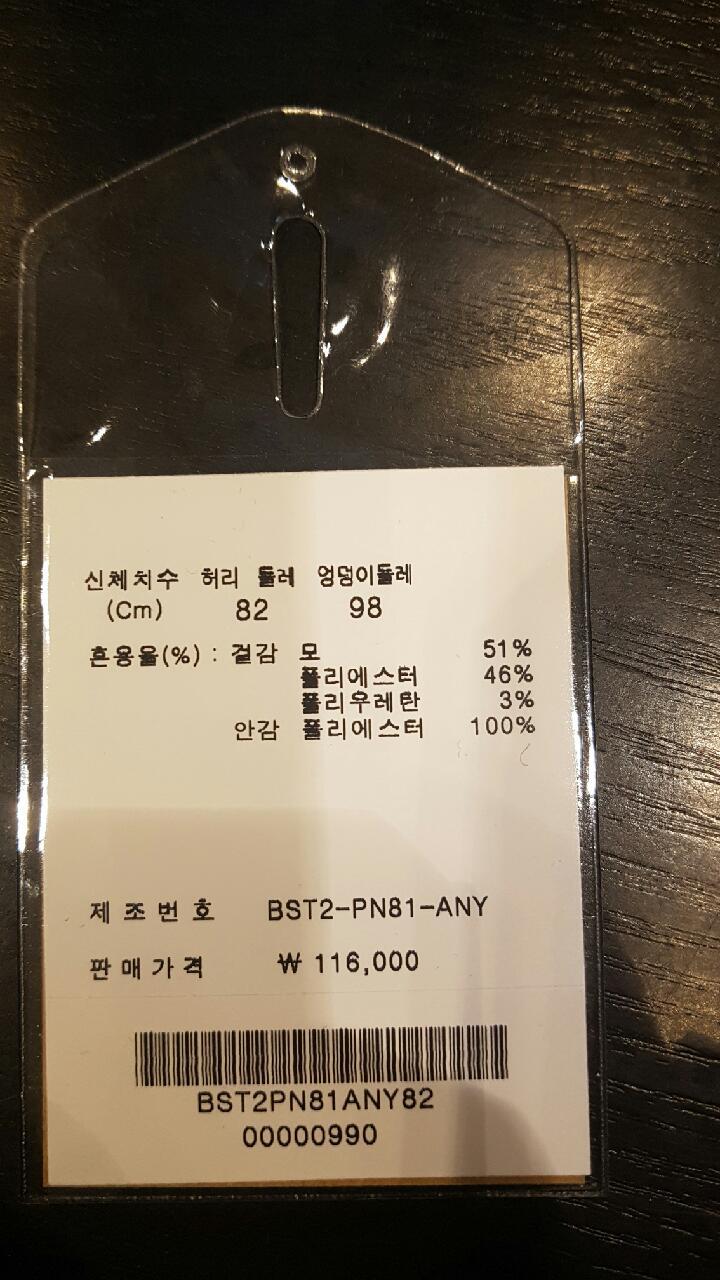 신체치수 허리 둘레 엉덩이둘레
(Cm) 82 98
혼용율(%) : 겉감 모 51%
폴리에스터 46%
폴리우레탄 3%
안감 폴리에스터 100%
제조번호 BST2-PN81-ANY
판매가격 ₩ 116,000
BST2PN81ANY82
00000990